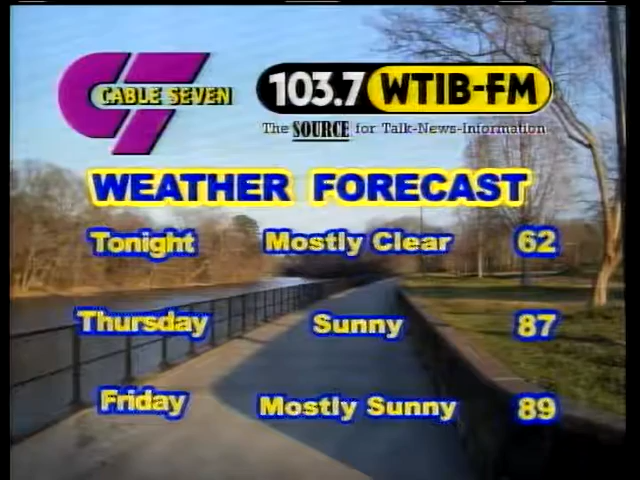 C7
CABLE SEVEN
103.7 WTIB-FM
The SOURCE for Talk-News-Information
WEATHER FORECAST
Tonight Mostly Clear 62
Thursday Sunny 87
Friday Mostly Sunny 89